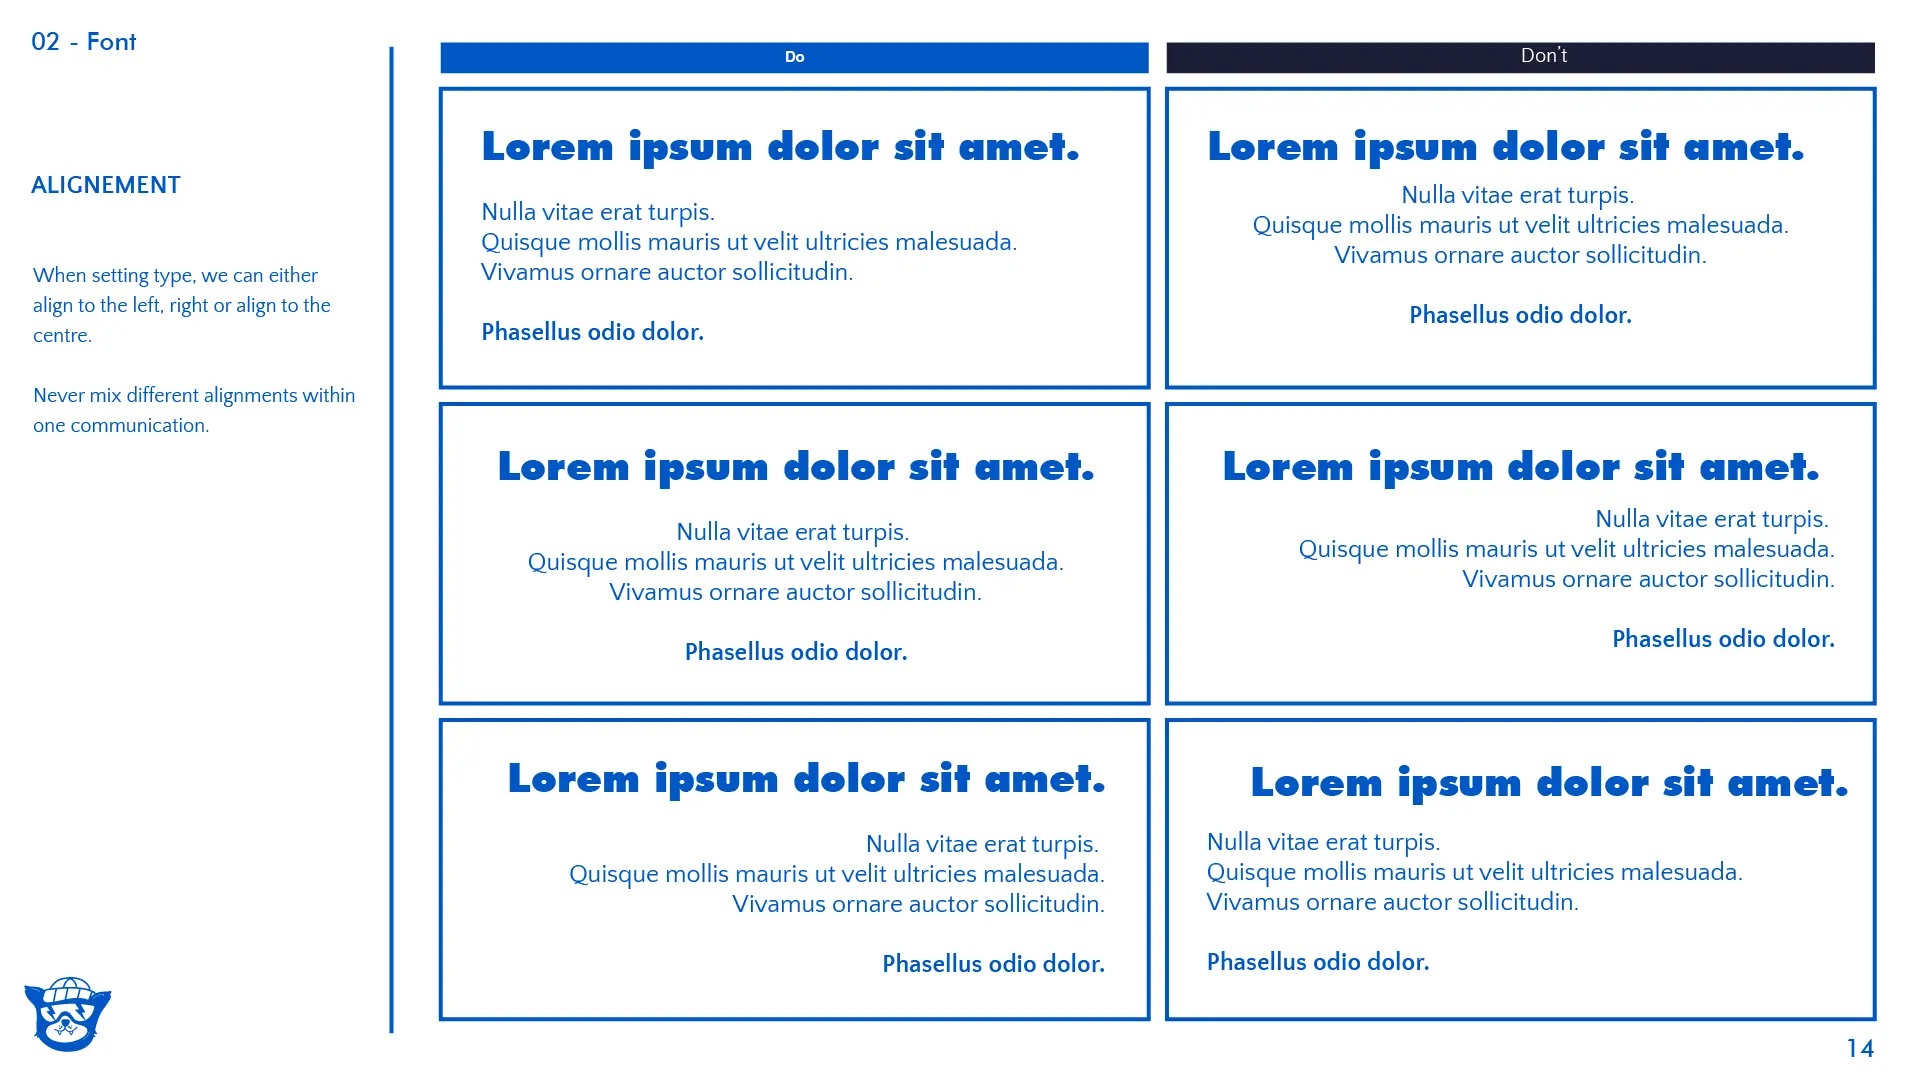 02 - Font
ALIGNEMENT
When setting type, we can either
align to the left, right or align to the
centre.
Never mix different alignments within
one communication.
Do
Lorem ipsum dolor sit amet.
Nulla vitae erat turpis.
Quisque mollis mauris ut velit ultricies malesuada.
Vivamus ornare auctor sollicitudin.
Phasellus odio dolor.
Lorem ipsum dolor sit amet.
Nulla vitae erat turpis.
Quisque mollis mauris ut velit ultricies malesuada.
Vivamus ornare auctor sollicitudin.
Phasellus odio dolor.
Lorem ipsum dolor sit amet.
Nulla vitae erat turpis.
Quisque mollis mauris ut velit ultricies malesuada.
Vivamus ornare auctor sollicitudin.
Phasellus odio dolor.
Don’t
Lorem ipsum dolor sit amet.
Nulla vitae erat turpis.
Quisque mollis mauris ut velit ultricies malesuada.
Vivamus ornare auctor sollicitudin.
Phasellus odio dolor.
Lorem ipsum dolor sit amet.
Nulla vitae erat turpis.
Quisque mollis mauris ut velit ultricies malesuada.
Vivamus ornare auctor sollicitudin.
Phasellus odio dolor.
Lorem ipsum dolor sit amet.
Nulla vitae erat turpis.
Quisque mollis mauris ut velit ultricies malesuada.
Vivamus ornare auctor sollicitudin.
Phasellus odio dolor.
14